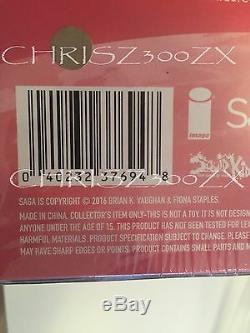 CHRISZ300ZX
image
S
0 40232 37694 8
CHRISZ300ZX
SAGA IS COPYRIGHT © 2016 BRIAN K. VAUGHAN & FIONA STAPLES.
MADE IN CHINA. COLLECTOR'S ITEM ONLY-THIS IS NOT A TOY. IT IS NOT DESIGNED
ANYONE UNDER THE AGE OF 15. THIS PRODUCT HAS NOT BEEN TESTED FOR LE
HARMFUL MATERIALS. PRODUCT SPECIFICATION SUBJECT TO CHANGE. PLEASE
MAY HAVE SHARP EDGES OR POINTS. PRODUCT CONTAINS SMALL PARTS AND M